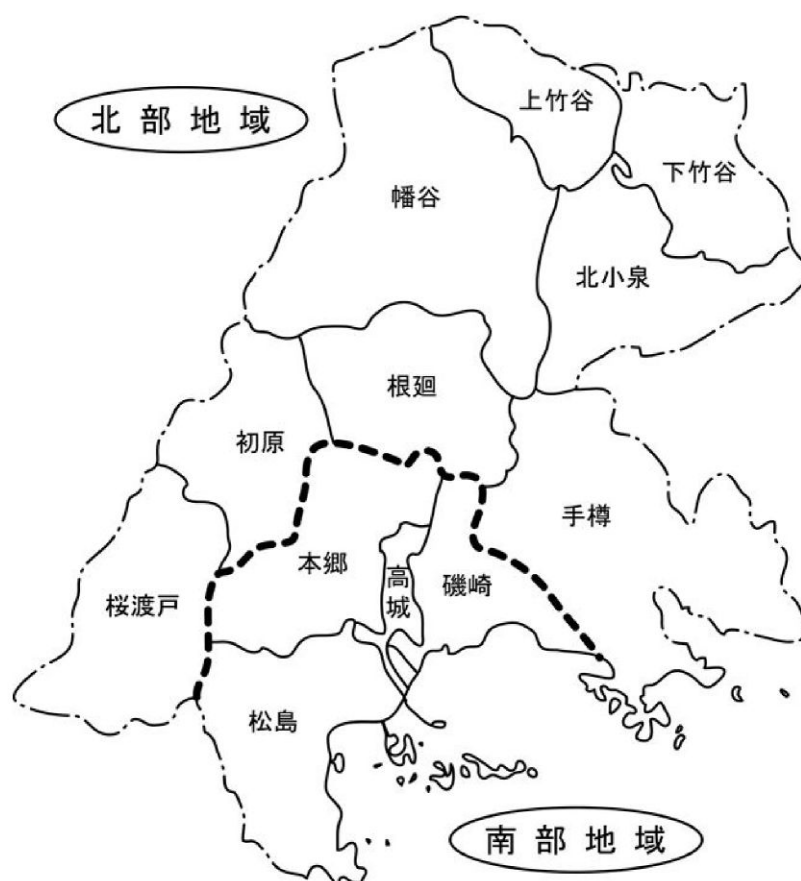 北部地域
上竹谷
下竹谷
幡谷
北小泉
根廻
初原
手樽
本郷
高城
磯崎
桜渡戸
松島
南部地域